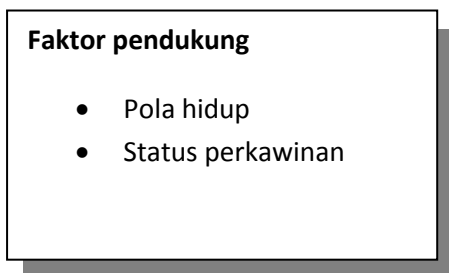 Faktor pendukung
• Pola hidup
• Status perkawinan